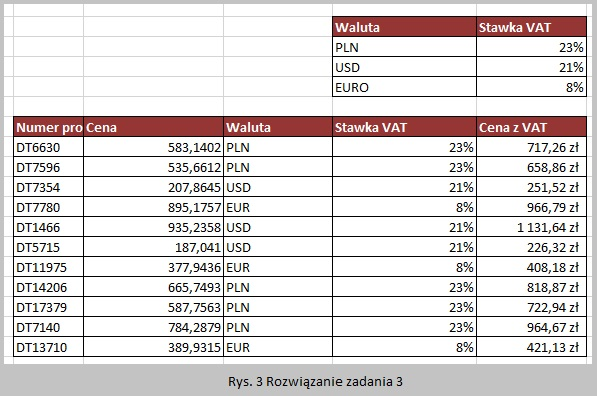 Waluta Stawka VAT
PLN 23%
USD 21%
EURO 8%
Numer pro Cena Waluta Stawka VAT Cena z VAT
DT6630 583,1402 PLN 23% 717,26 zł
DT7596 535,6612 PLN 23% 658,86 zł
DT7354 207,8645 USD 21% 251,52 zł
DT7780 895,1757 EUR 8% 966,79 zł
DT1466 935,2358 USD 21% 1 131,64 zł
DT5715 187,041 USD 21% 226,32 zł
DT11975 377,9436 EUR 8% 408,18 zł
DT14206 665,7493 PLN 23% 818,87 zł
DT17379 587,7563 PLN 23% 722,94 zł
DT7140 784,2879 PLN 23% 964,67 zł
DT13710 389,9315 EUR 8% 421,13 zł
Rys. 3 Rozwiązanie zadania 3